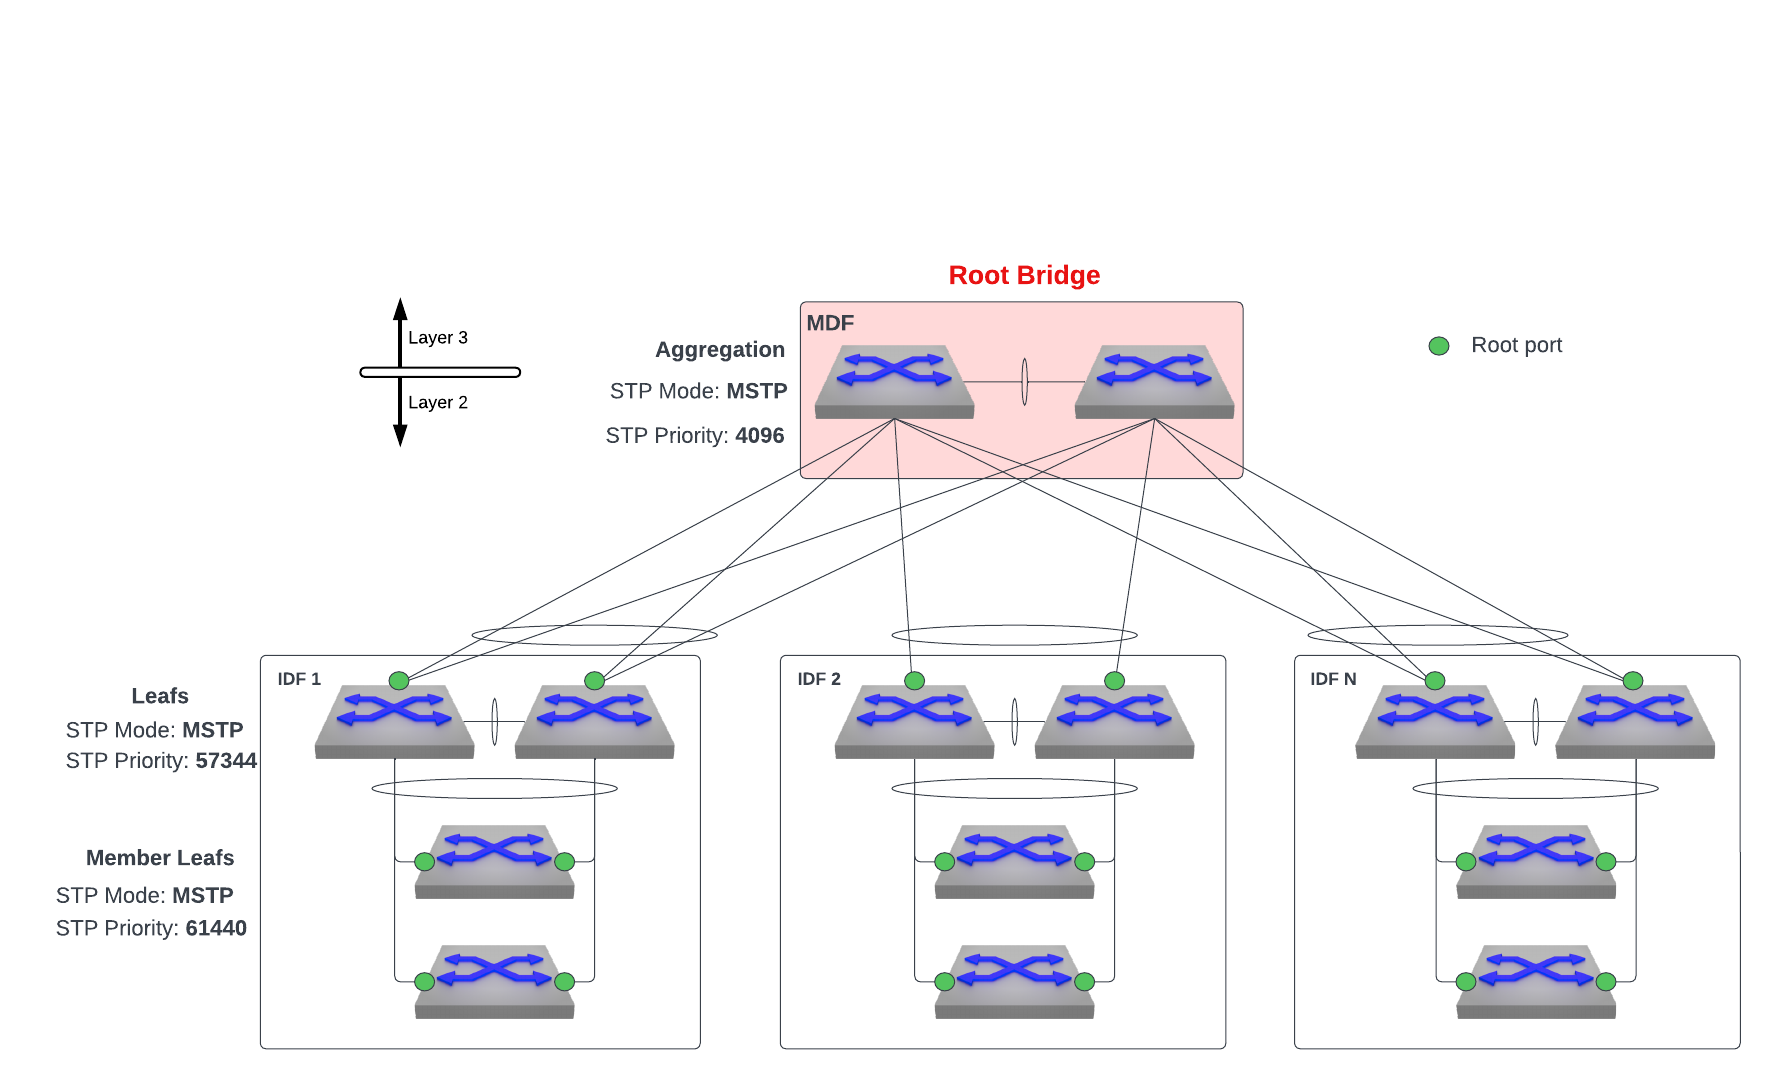 Root Bridge
MDF
Layer 3
Layer 2
Aggregation
STP Mode: MSTP
STP Priority: 4096
Root port
IDF 1
IDF 2
IDF N
Leafs
STP Mode: MSTP
STP Priority: 57344
Member Leafs
STP Mode: MSTP
STP Priority: 61440